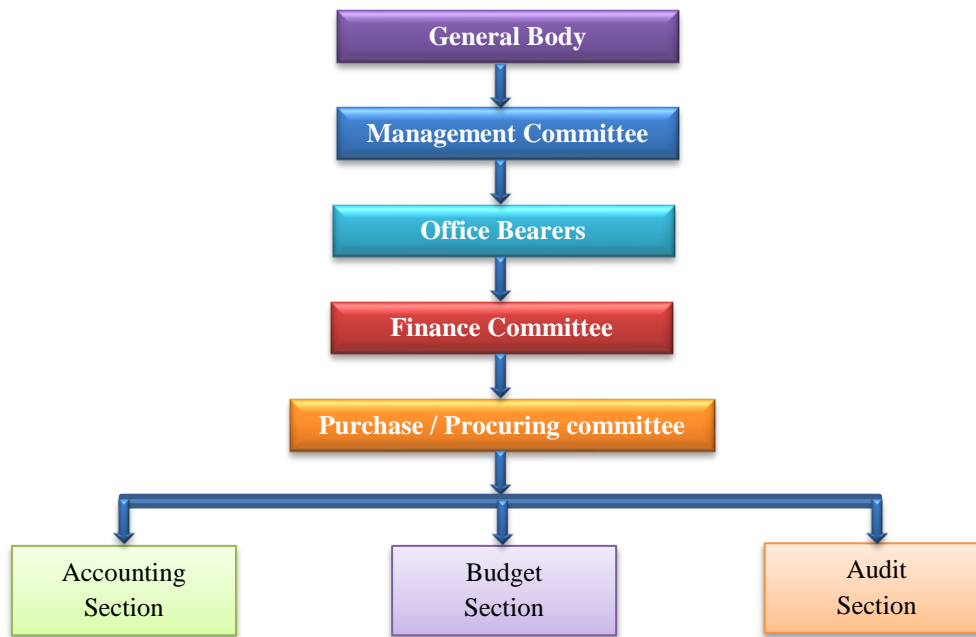 General Body
Management Committee
Office Bearers
Finance Committee
Purchase / Procuring committee
Accounting
Section
Budget
Section
Audit
Section